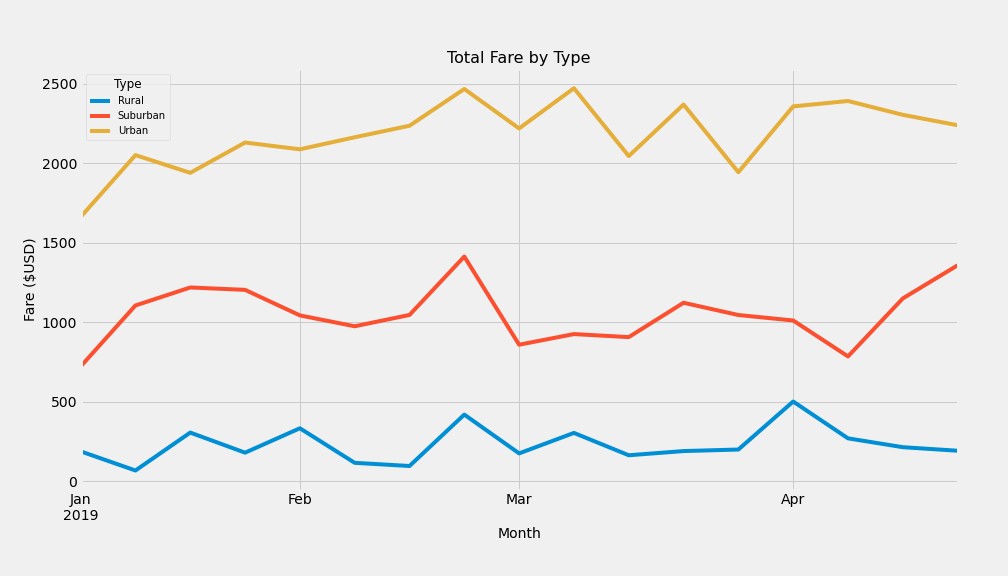 Total Fare by Type
Type
Rural
Suburban
Urban
Fare ($USD)
2500
2000
1500
1000
500
0
Jan
2019
Feb
Mar
Apr
Month